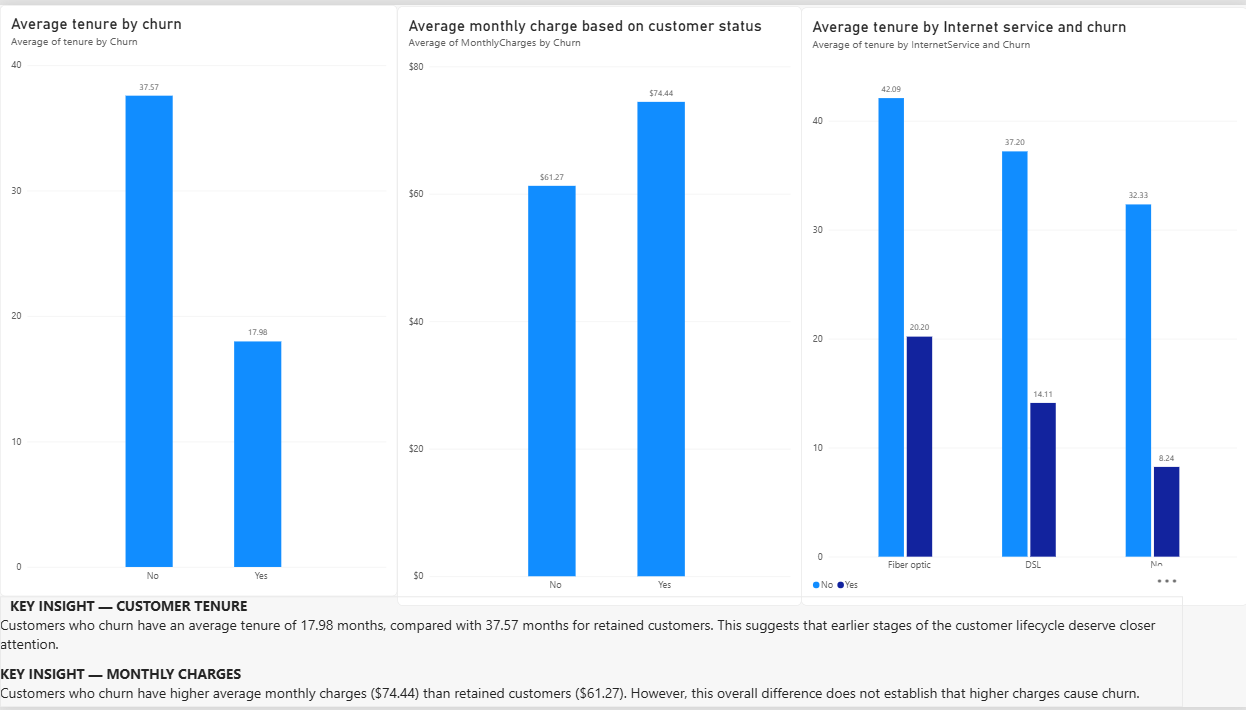 Average tenure by churn
Average of tenure by Churn
40
30
20
10
0
37.57
17.98
No
Yes
Average monthly charge based on customer status
Average of MonthlyCharges by Churn
$80
$60
$40
$20
$0
$61.27
$74.44
No
Yes
Average tenure by Internet service and churn
Average of tenure by InternetService and Churn
40
30
20
10
0
42.09
20.20
37.20
14.11
32.33
8.24
Fiber optic
DSL
No
No Yes
KEY INSIGHT — CUSTOMER TENURE
Customers who churn have an average tenure of 17.98 months, compared with 37.57 months for retained customers. This suggests that earlier stages of the customer lifecycle deserve closer
attention.
KEY INSIGHT — MONTHLY CHARGES
Customers who churn have higher average monthly charges ($74.44) than retained customers ($61.27). However, this overall difference does not establish that higher charges cause churn.